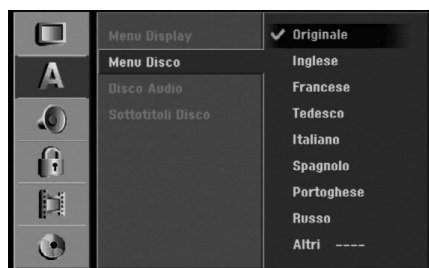 A
Menu Display
Menu Disco
Disco Audio
Sottotitoli Disco
Originale
Inglese
Francese
Tedesco
Italiano
Spagnolo
Portoghese
Russo
Altri ----